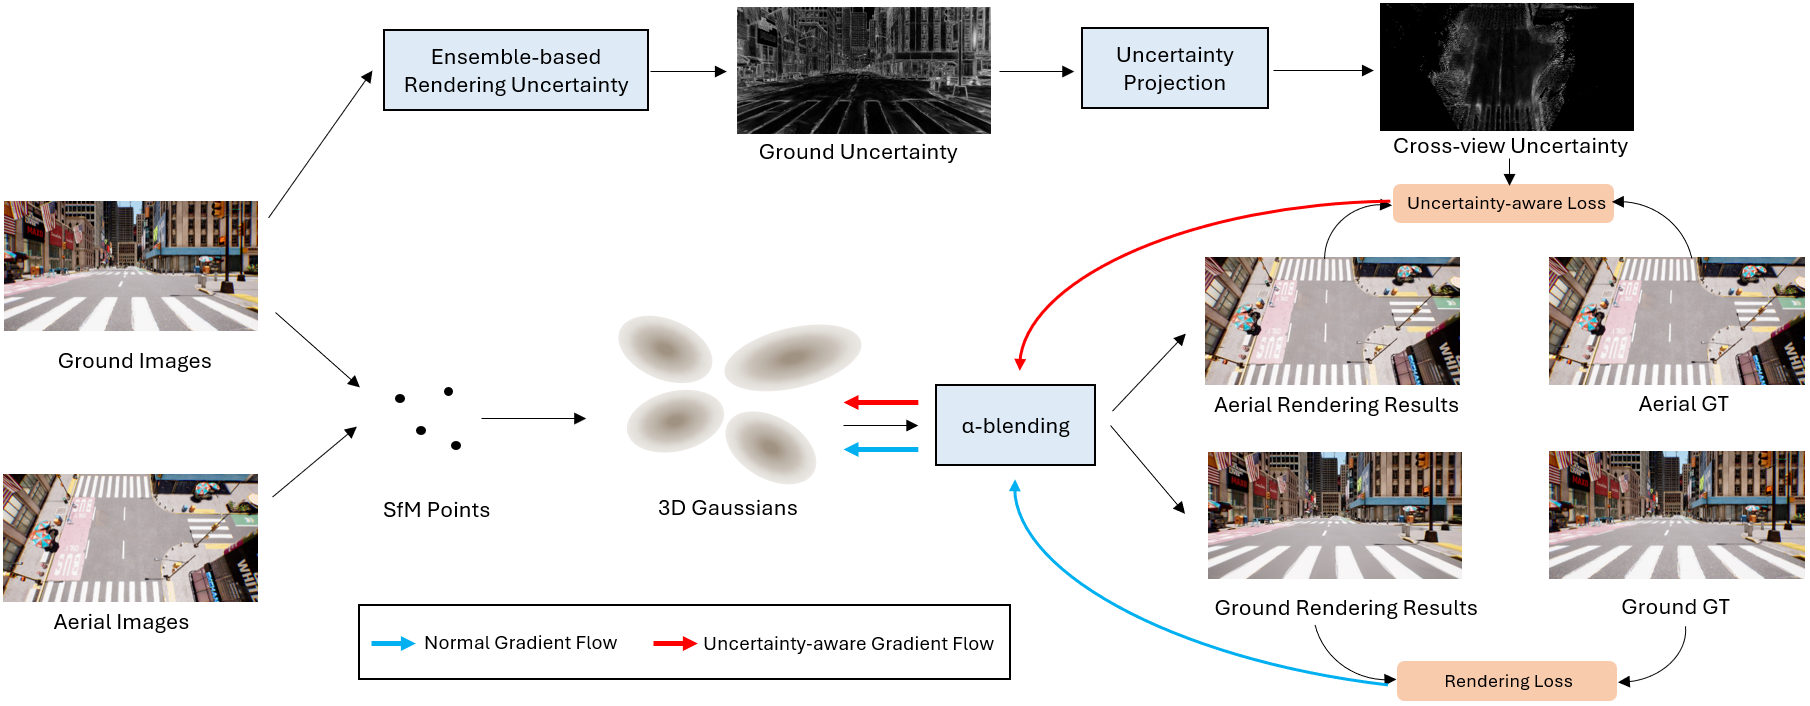 Ensemble-based
Rendering Uncertainty
Ground Uncertainty
Uncertainty
Projection
Cross-view Uncertainty
Uncertainty-aware Loss
Ground Images
Aerial Images
SfM Points
3D Gaussians
α-blending
Aerial Rendering Results
Aerial GT
Ground Rendering Results
Ground GT
Rendering Loss
Normal Gradient Flow
Uncertainty-aware Gradient Flow